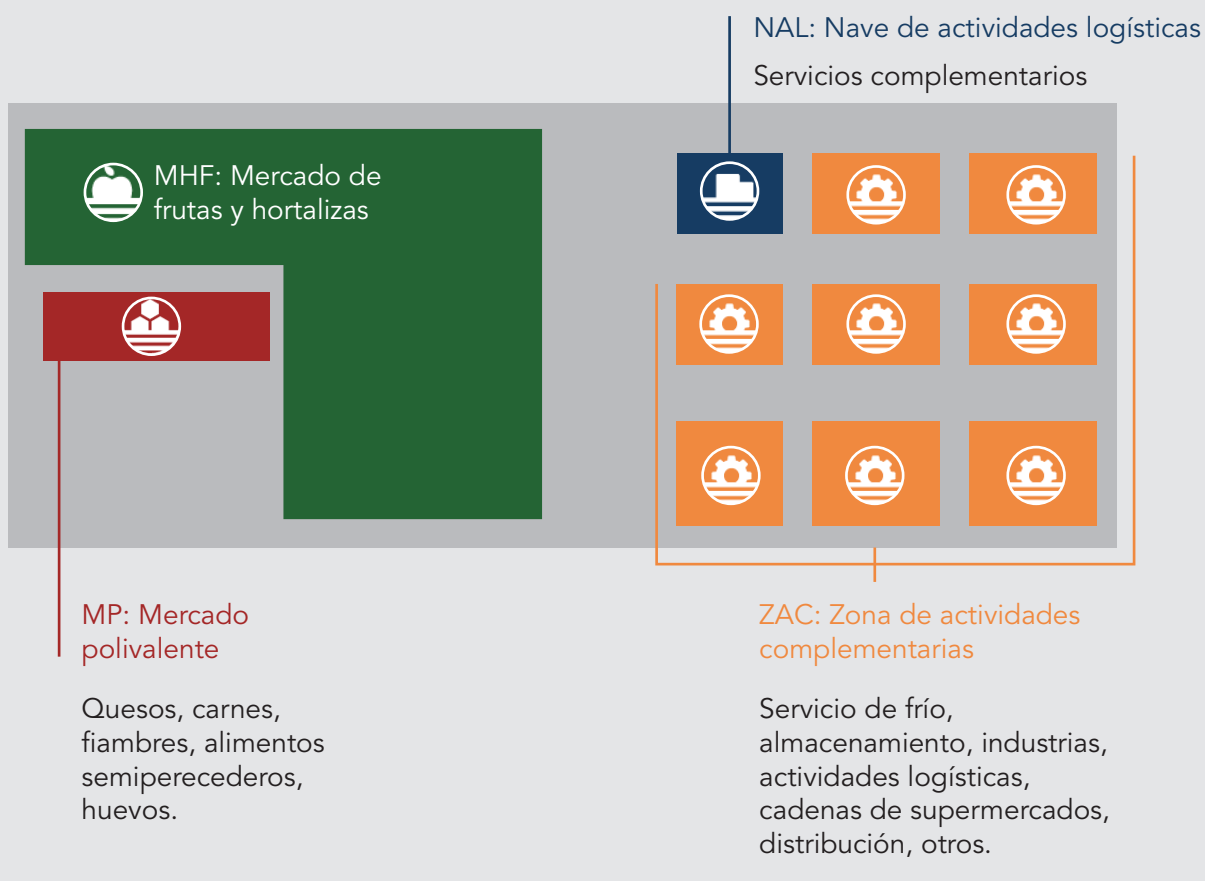 NAL: Nave de actividades logísticas
Servicios complementarios
MHF: Mercado de
frutas y hortalizas
MP: Mercado
polivalente
Quesos, carnes,
fiambres, alimentos
semiperecederos,
huevos.
ZAC: Zona de actividades
complementarias
Servicio de frío,
almacenamiento, industrias,
actividades logísticas,
cadenas de supermercados,
distribución, otros.